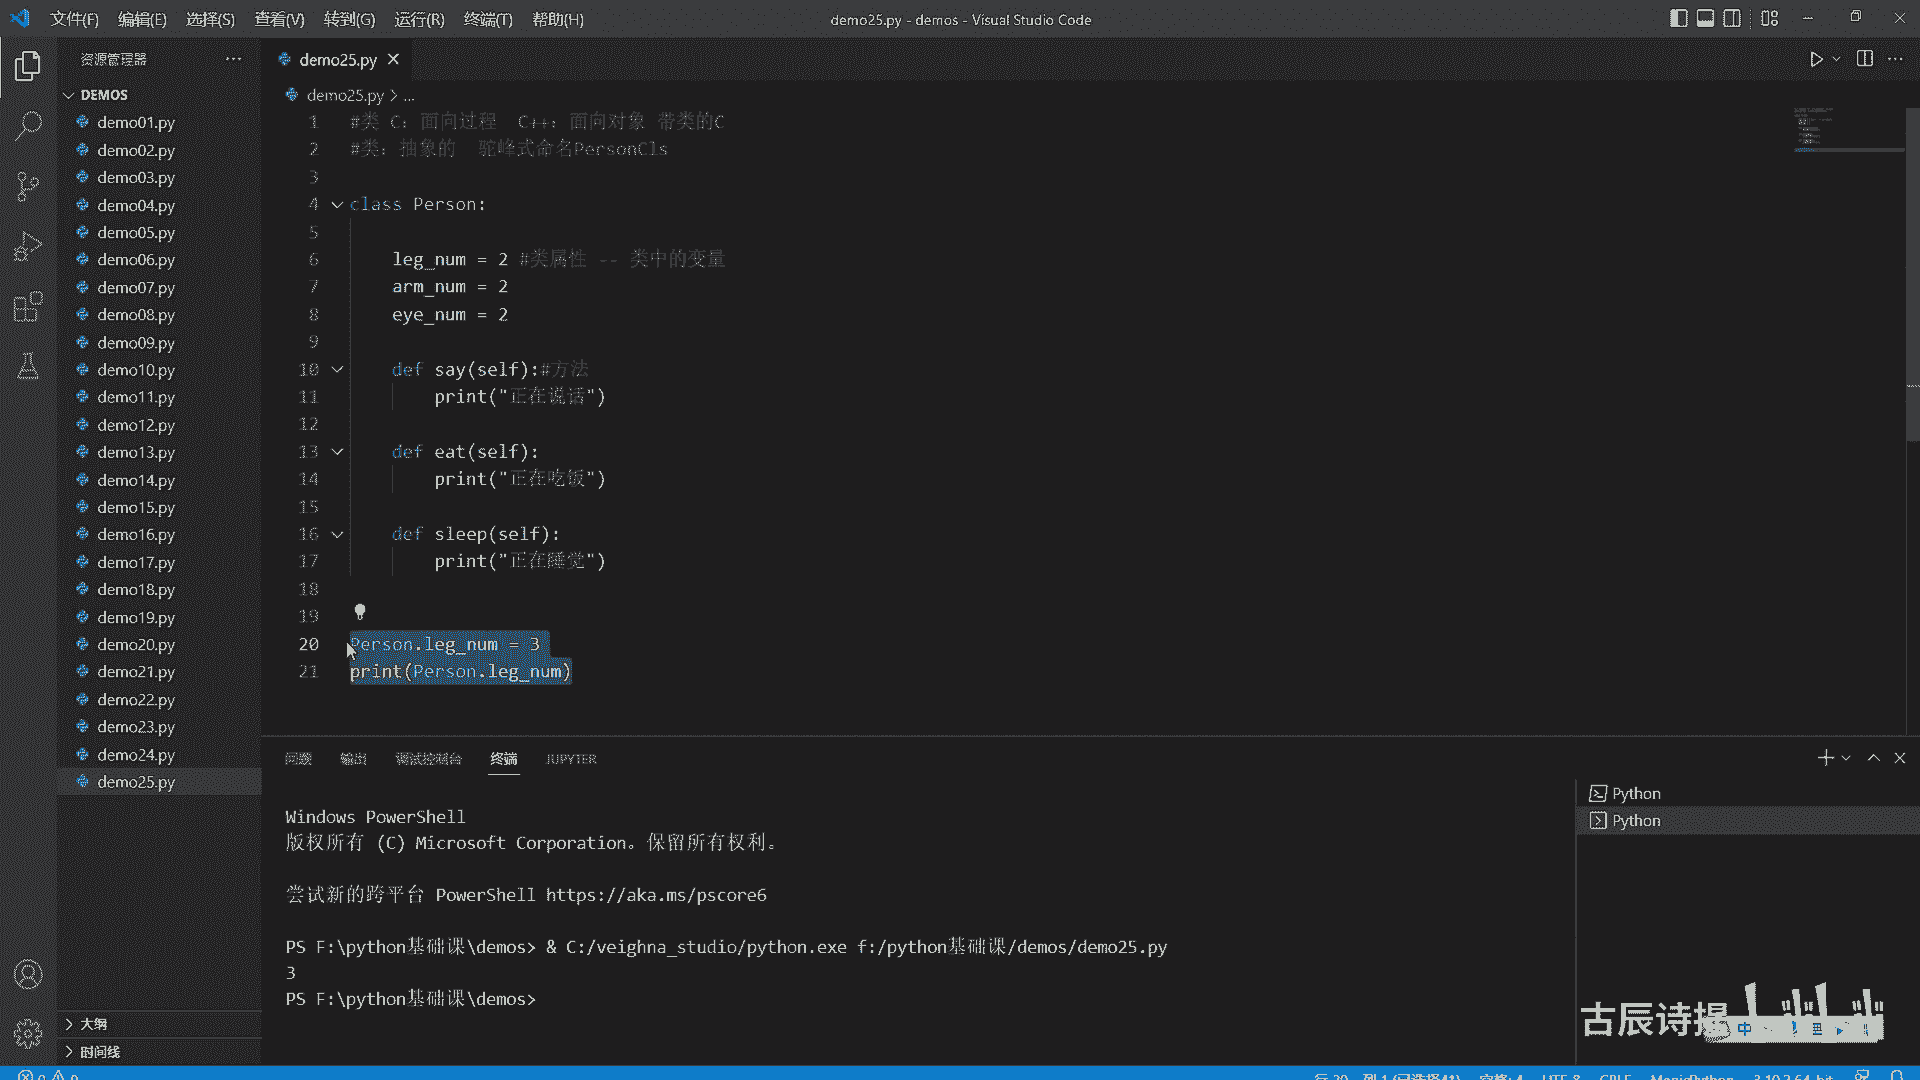 文件(F) 编辑(E) 选择(S) 查看(V) 转到(G) 运行(R) 终端(T) 帮助(H)
demo25.py - demos - Visual Studio Code
资源管理器
DEMOS
demo01.py
demo02.py
demo03.py
demo04.py
demo05.py
demo06.py
demo07.py
demo08.py
demo09.py
demo10.py
demo11.py
demo12.py
demo13.py
demo14.py
demo15.py
demo16.py
demo17.py
demo18.py
demo19.py
demo20.py
demo21.py
demo22.py
demo23.py
demo24.py
demo25.py
大纲
时间线
demo25.py
demo25.py > ...
1 #类 C：面向过程 C++：面向对象 带类的C
2 #类：抽象的 驼峰式命名PersonCls
3
4 class Person:
5
6 leg_num = 2 #类属性 -- 类中的变量
7 arm_num = 2
8 eye_num = 2
9
10 def say(self):#方法
11 print("正在说话")
12
13 def eat(self):
14 print("正在吃饭")
15
16 def sleep(self):
17 print("正在睡觉")
18
19
20 Person.leg_num = 3
21 print(Person.leg_num)
问题 输出 调试控制台 终端 JUPYTER
Windows PowerShell
版权所有 (C) Microsoft Corporation。保留所有权利。
尝试新的跨平台 PowerShell https://aka.ms/pscore6
PS F:\python基础课\demos> & C:/veighna_studio/python.exe f:/python基础课/demos/demo25.py
3
PS F:\python基础课\demos>
Python
Python
古辰诗提
中